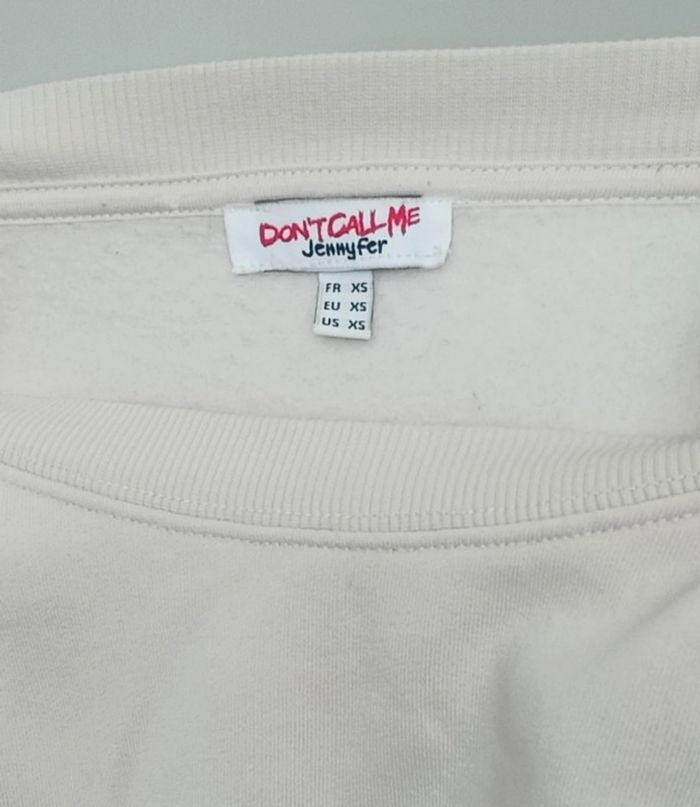 DON'T CALL ME
Jennyfer
FR XS
EU XS
US XS